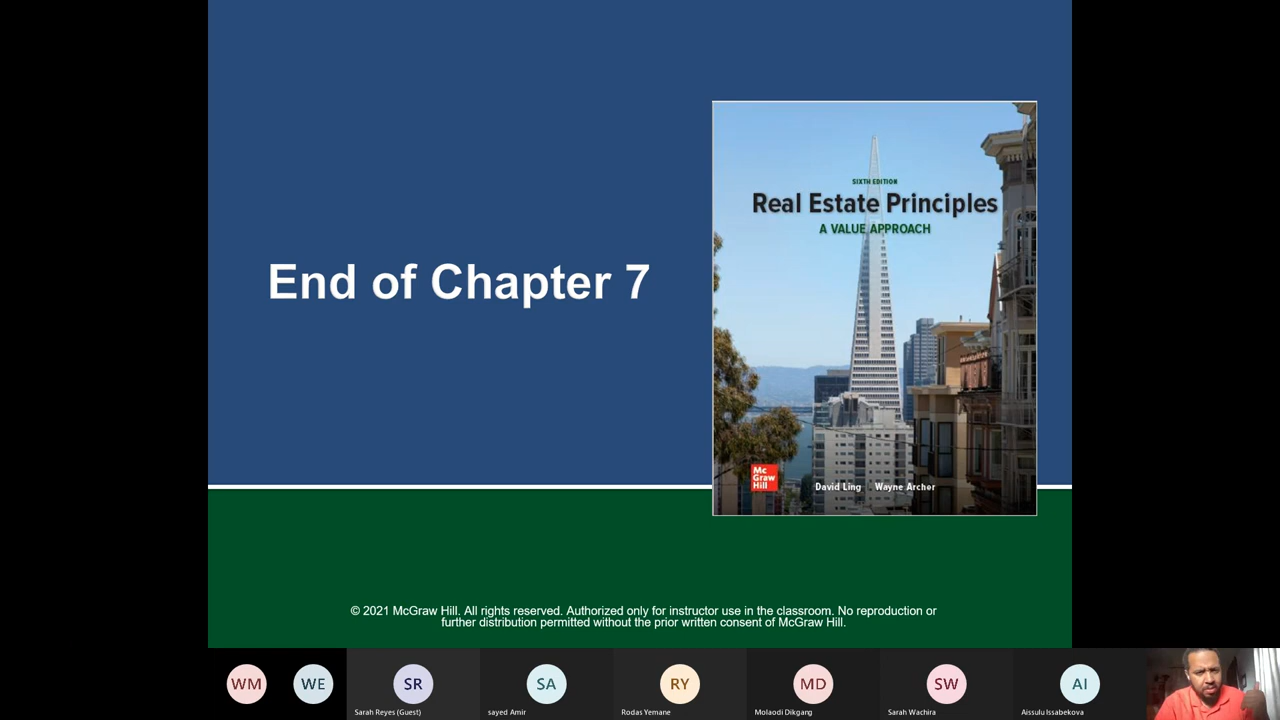 SIXTH EDITION
Real Estate Principles
A VALUE APPROACH
End of Chapter 7
Mc
Graw
Hill
David Ling Wayne Archer
© 2021 McGraw Hill. All rights reserved. Authorized only for instructor use in the classroom. No reproduction or
further distribution permitted without the prior written consent of McGraw Hill.
WM WE SR SA RY MD SW AI
Sarah Reyes (Guest) sayed Amir Rodas Yemane Molaodi Dikgang Sarah Wachira Aissulu Issabekova